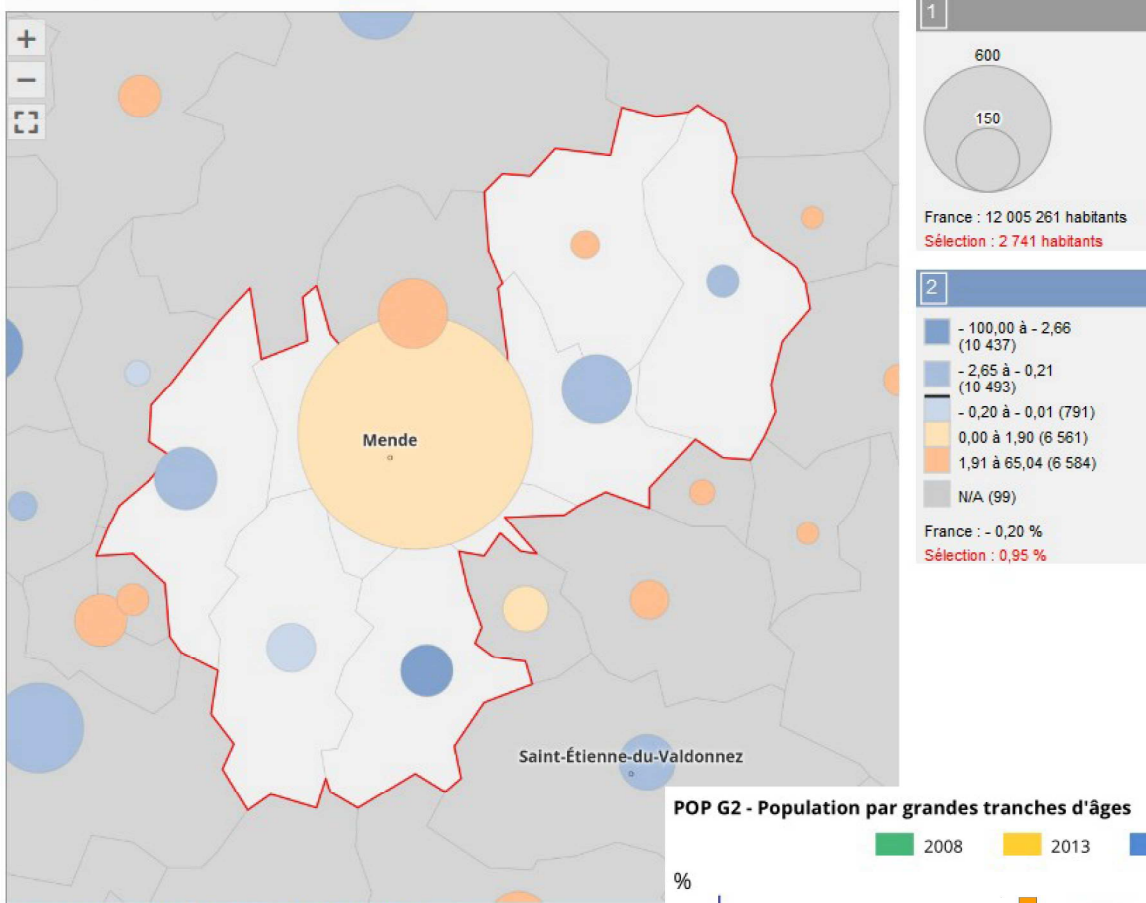 +
−
Mende
Saint-Étienne-du-Valdonnez
1
600
150
France : 12 005 261 habitants
Sélection : 2 741 habitants
2
- 100,00 à - 2,66
(10 437)
- 2,65 à - 0,21
(10 493)
- 0,20 à - 0,01 (791)
0,00 à 1,90 (6 561)
1,91 à 65,04 (6 584)
N/A (99)
France : - 0,20 %
Sélection : 0,95 %
POP G2 - Population par grandes tranches d'âges
2008 2013
%